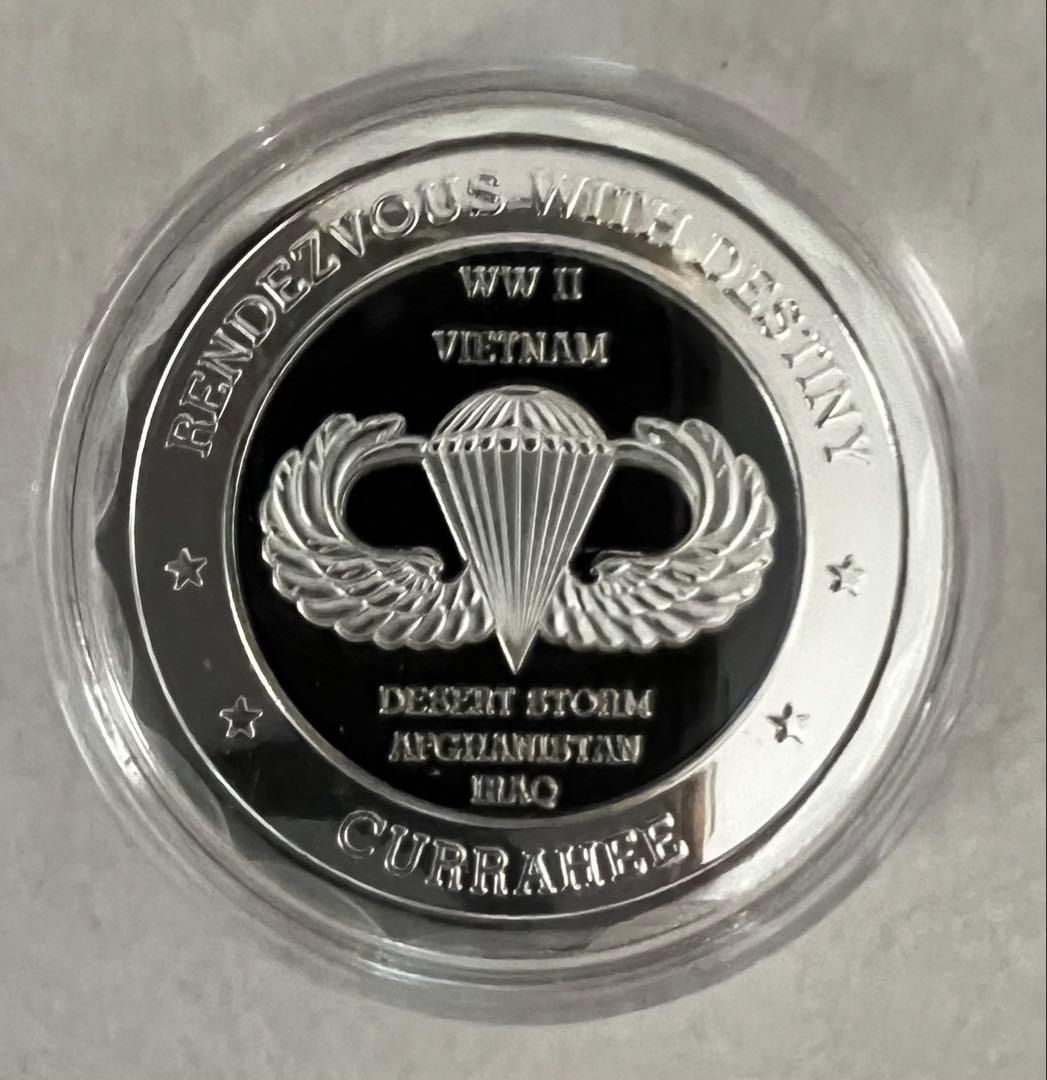 RENDEZVOUS WITH DESTINY
WW II
VIETNAM
DESERT STORM
AFGHANISTAN
IRAQ
CURRAHEE